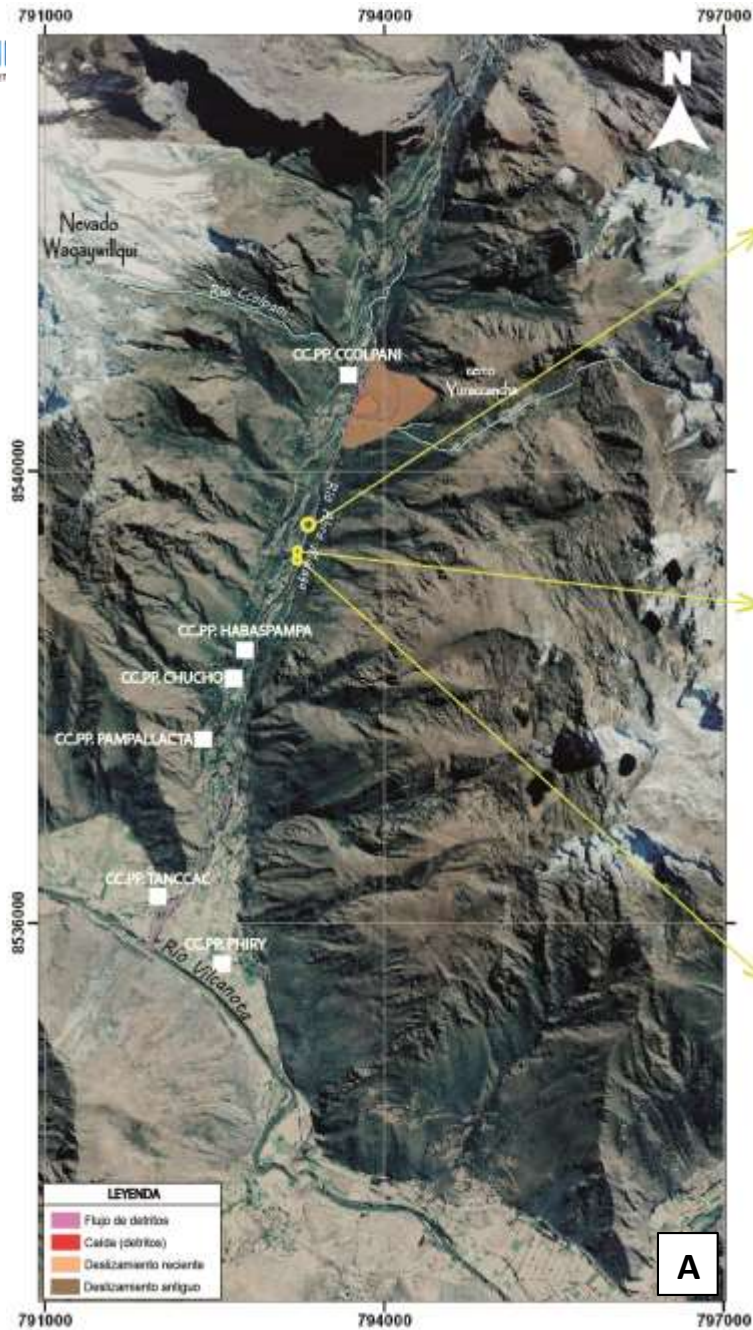 791000
794000
797000
N
Nevado
Waqaywillqui
Rio Ccolpani
CC.PP. CCOLPANI
cerro
Yuraccancha
8540000
Rio
CC.PP. HABASPAMPA
CC.PP. CHUCHO
CC.PP. PAMPALLACTA
CC.PP. TANCCAC
8536000
CC.PP. PHIRY
Río Vilcanota
LEYENDA
Flujo de detritos
Caída (detritos)
Deslizamiento reciente
Deslizamiento antiguo
A
791000
794000
797000